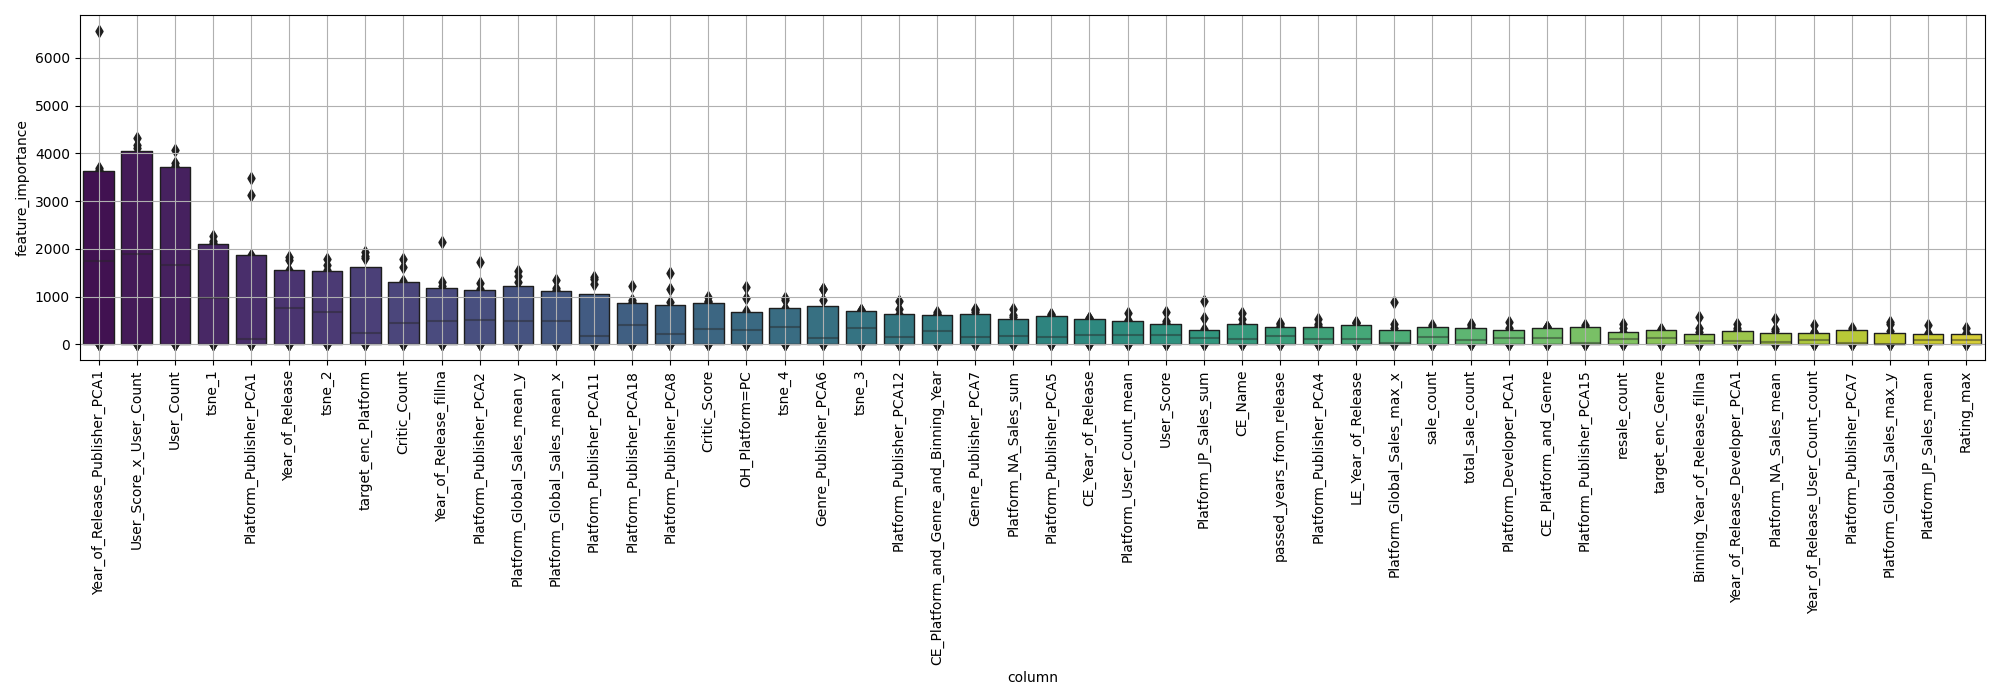 feature_importance
6000
5000
4000
3000
2000
1000
0
Year_of_Release_Publisher_PCA1
User_Score_x_User_Count
User_Count
tsne_1
Platform_Publisher_PCA1
Year_of_Release
tsne_2
target_enc_Platform
Critic_Count
Year_of_Release_fillna
Platform_Publisher_PCA2
Platform_Global_Sales_mean_y
Platform_Global_Sales_mean_x
Platform_Publisher_PCA11
Platform_Publisher_PCA18
Platform_Publisher_PCA8
Critic_Score
OH_Platform=PC
tsne_4
Genre_Publisher_PCA6
tsne_3
Platform_Publisher_PCA12
CE_Platform_and_Genre_and_Binning_Year
Genre_Publisher_PCA7
Platform_NA_Sales_sum
Platform_Publisher_PCA5
CE_Year_of_Release
Platform_User_Count_mean
User_Score
Platform_JP_Sales_sum
CE_Name
passed_years_from_release
Platform_Publisher_PCA4
LE_Year_of_Release
Platform_Global_Sales_max_x
sale_count
total_sale_count
Platform_Developer_PCA1
CE_Platform_and_Genre
Platform_Publisher_PCA15
resale_count
target_enc_Genre
Binning_Year_of_Release_fillna
Year_of_Release_Developer_PCA1
Platform_NA_Sales_mean
Year_of_Release_User_Count_count
Platform_Publisher_PCA7
Platform_Global_Sales_max_y
Platform_JP_Sales_mean
Rating_max
column